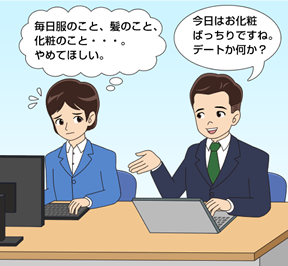 毎日服のこと、髪のこと、
化粧のこと・・・。
やめてほしい。
今日はお化粧
ばっちりですね。
デートか何か？